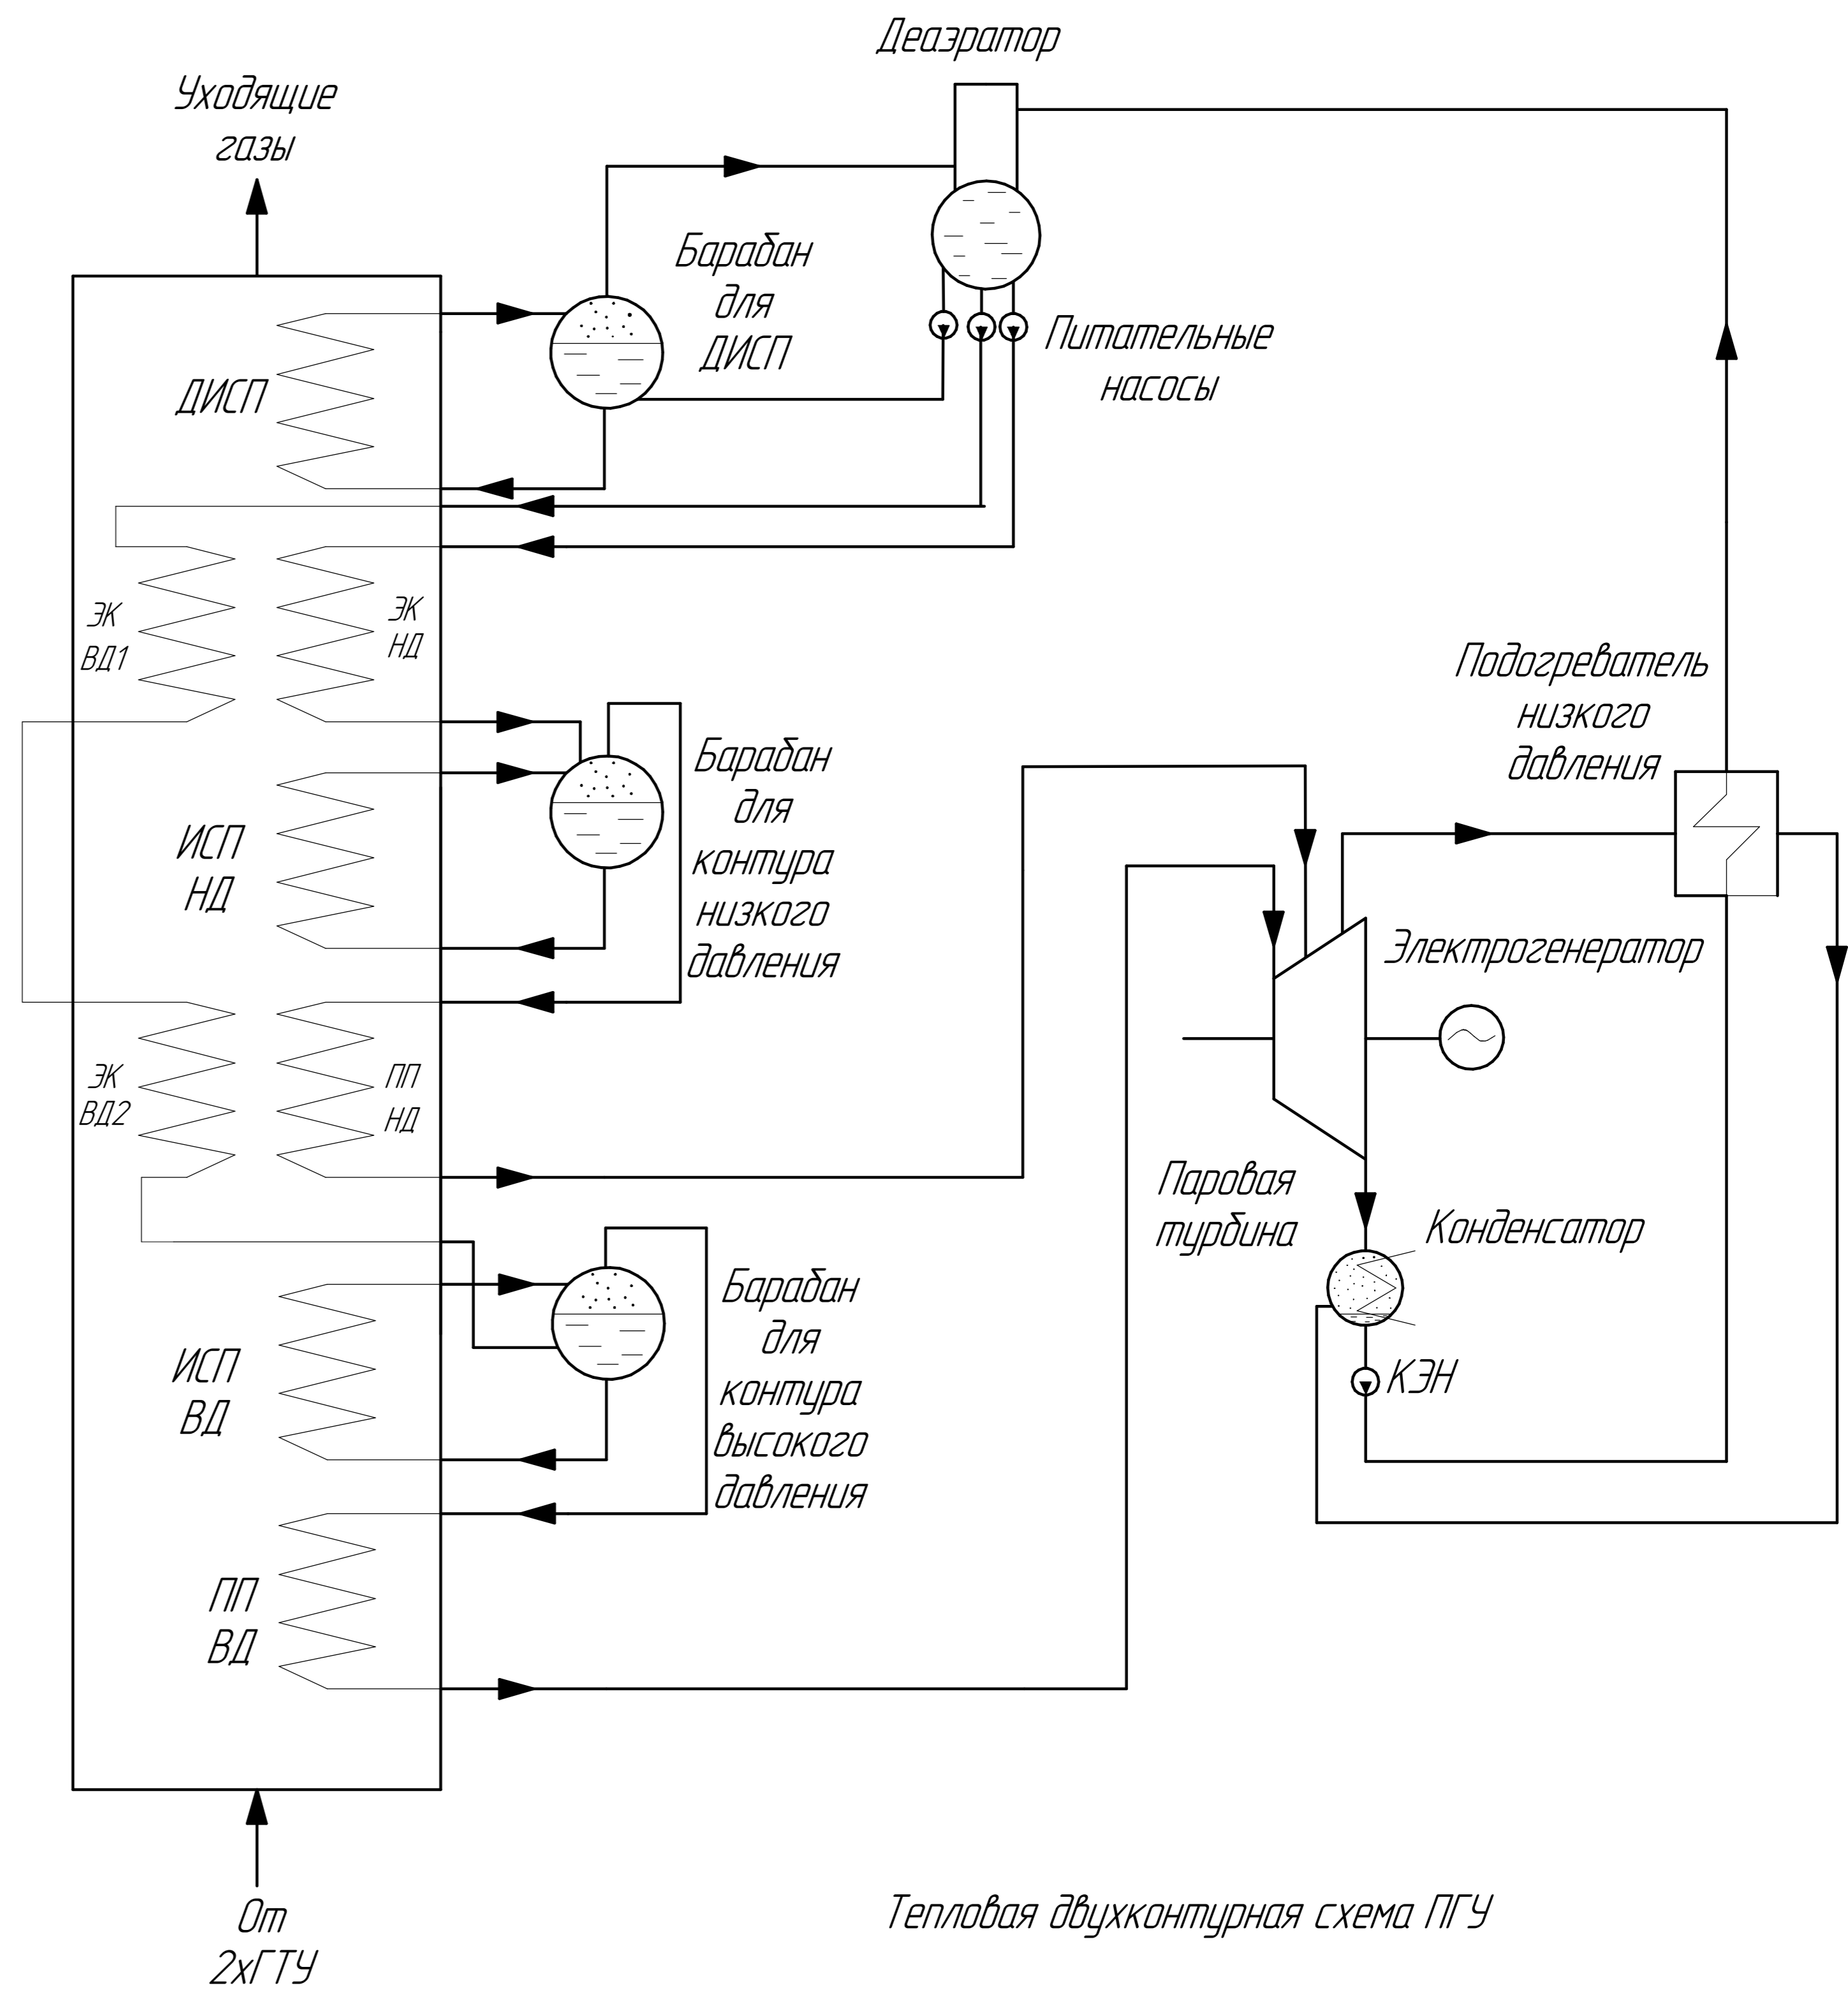 Деаэратор
Уходящие
газы
Барабан
для
ДИСП
Питательные
насосы
ДИСП
ЭК
ВД1
ЭК
НД
Подогреватель
низкого
давления
Барабан
для
контура
низкого
давления
ИСП
НД
Электрогенератор
ЭК
ВД2
ПП
НД
Паровая
турбина
Конденсатор
Барабан
для
контура
высокого
давления
ИСП
ВД
КЭН
ПП
ВД
От
2хГТУ
Тепловая двухконтурная схема ПГУ